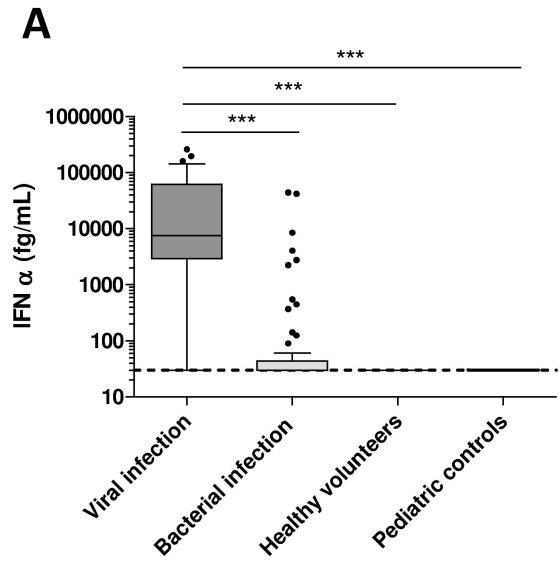 A
***
***
***
1000000
100000
10000
1000
100
10
IFN α (fg/mL)
Viral infection
Bacterial infection
Healthy volunteers
Pediatric controls